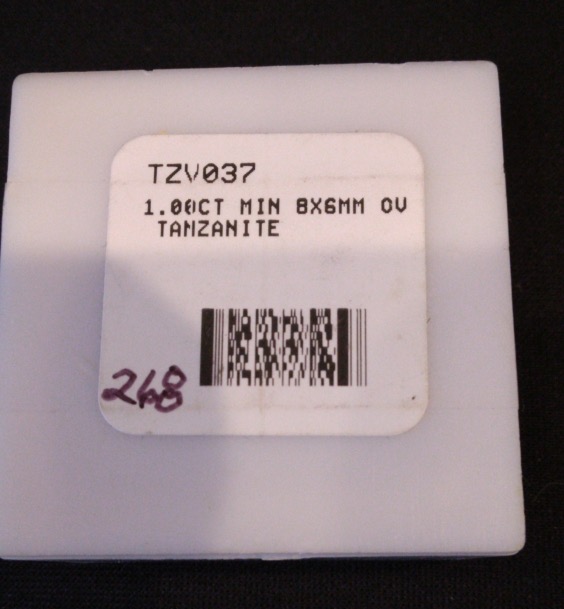 TZV037
1.00CT MIN 8X6MM OV
TANZANITE
268